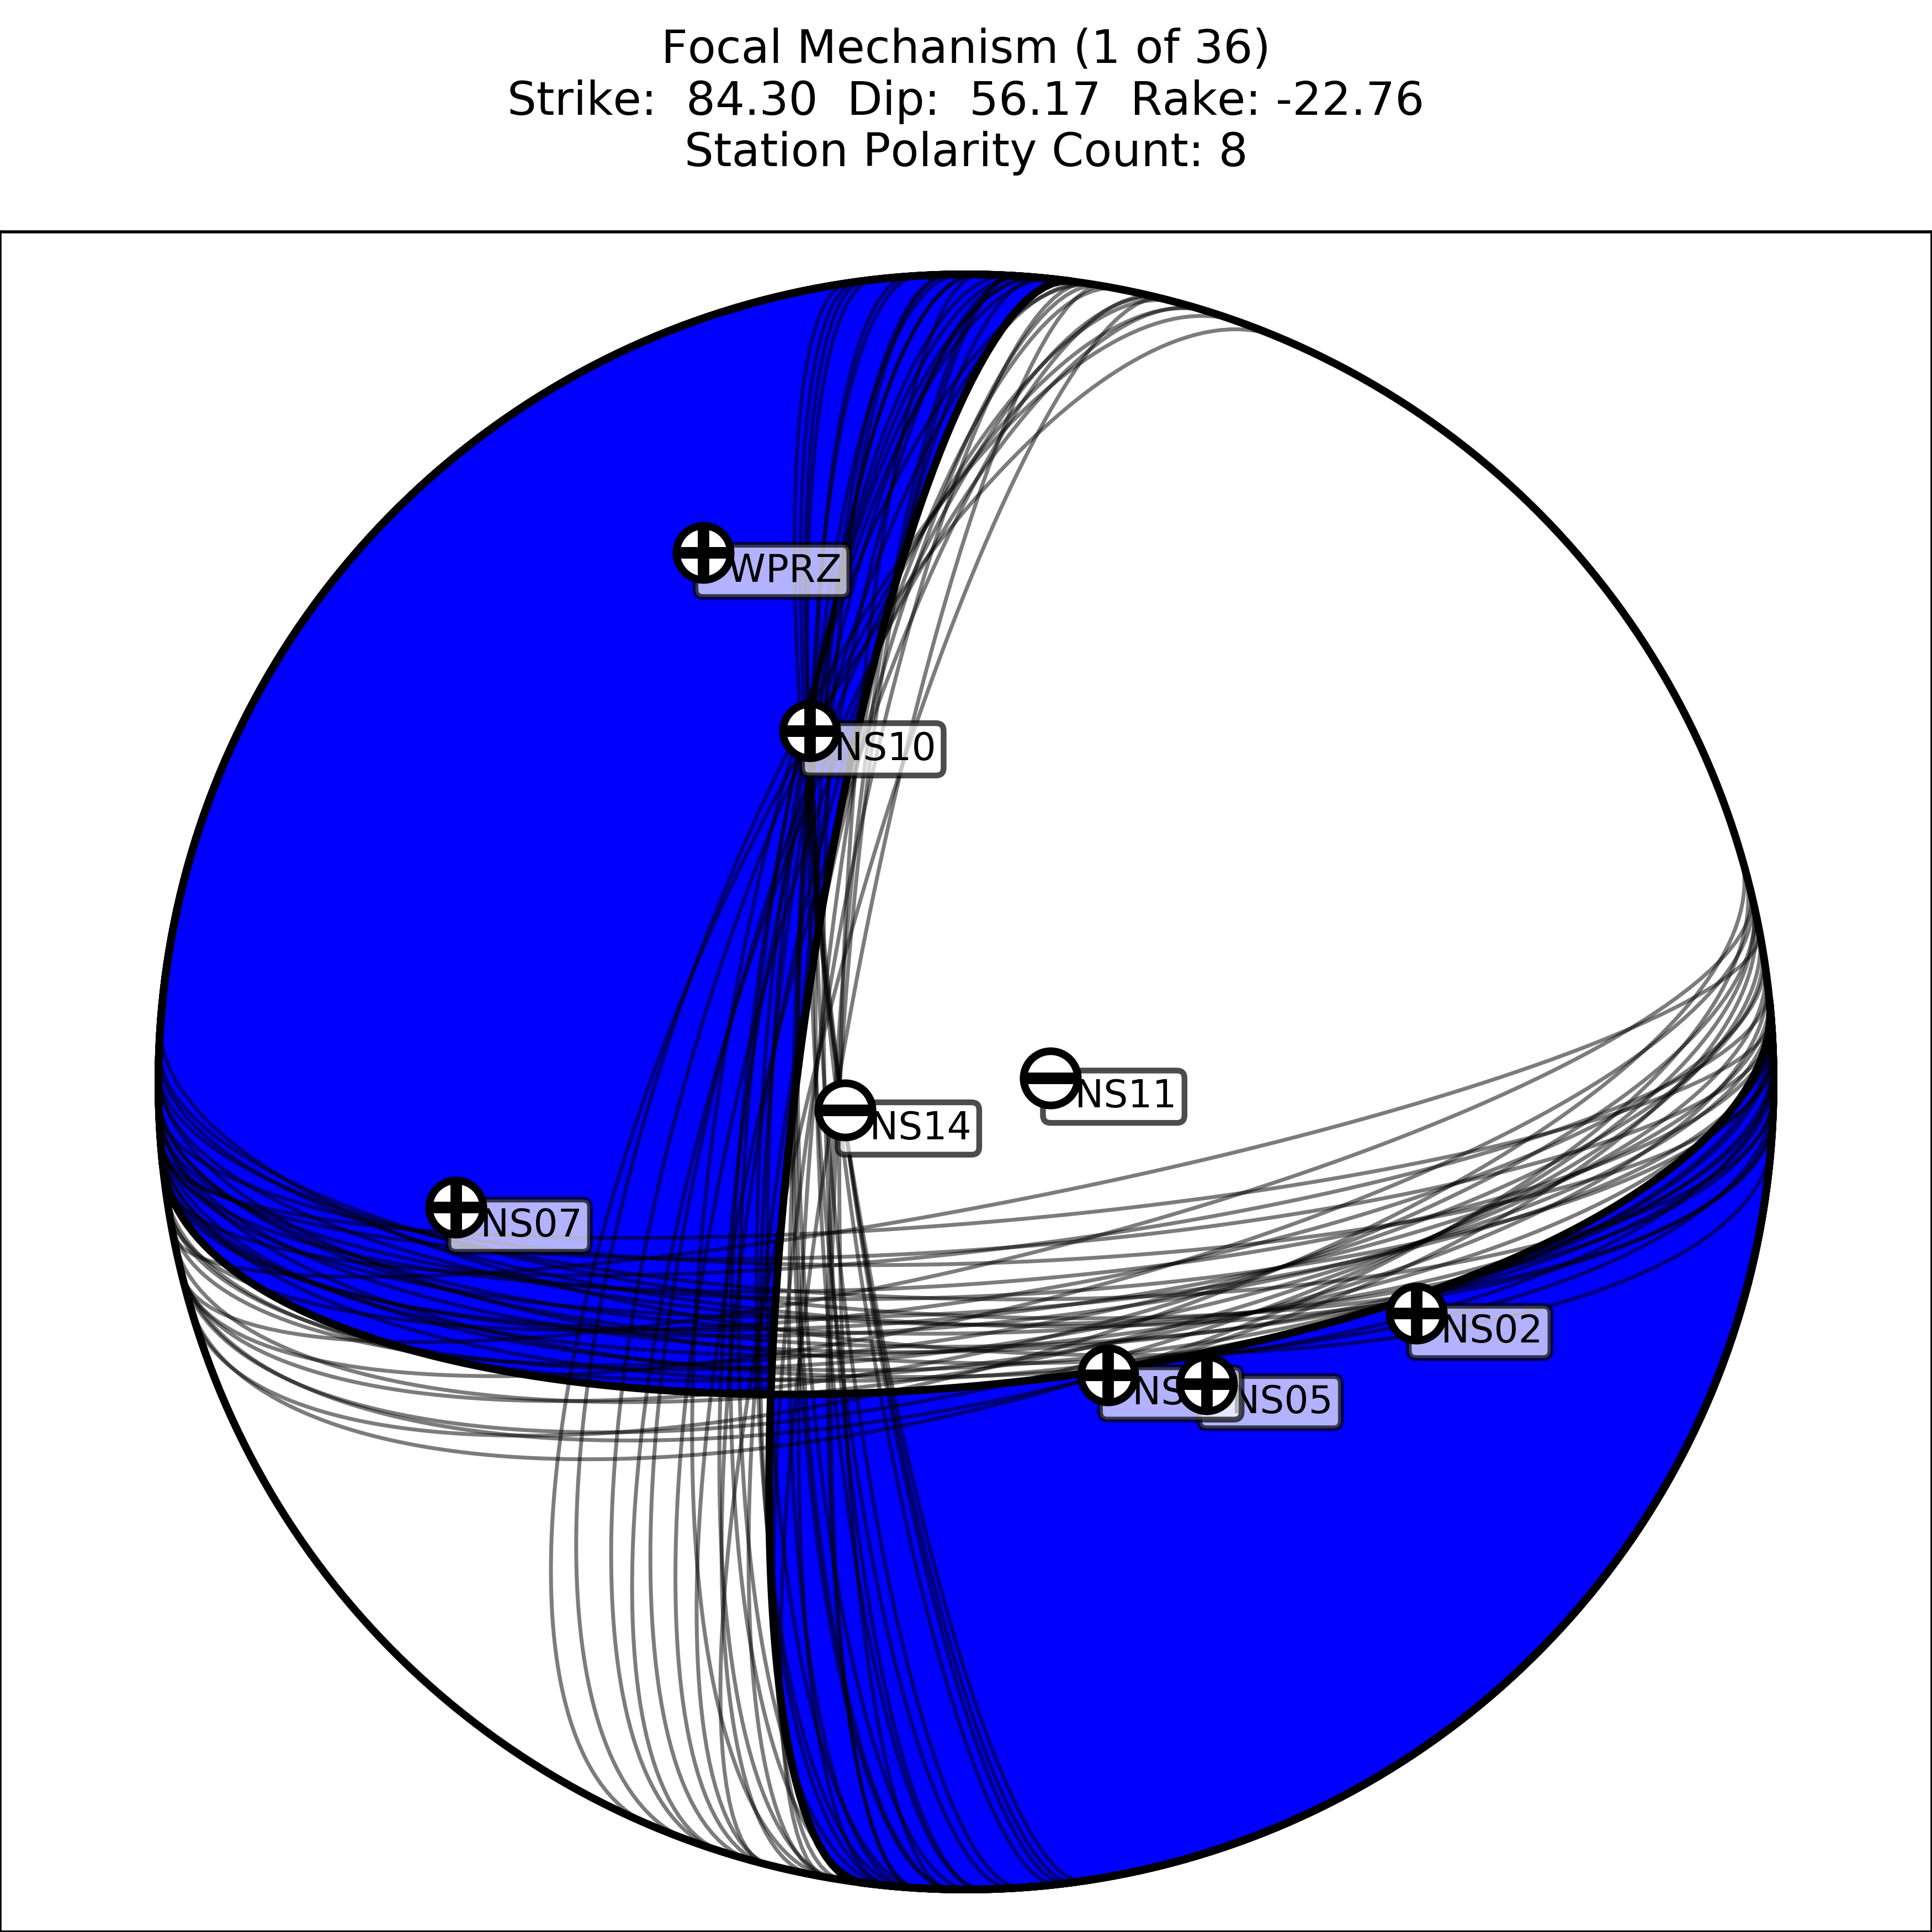 Focal Mechanism (1 of 36)
Strike:  84.30  Dip:  56.17  Rake: -22.76
Station Polarity Count: 8
WPRZ
NS10
NS11
NS14
NS07
NS02
NS05